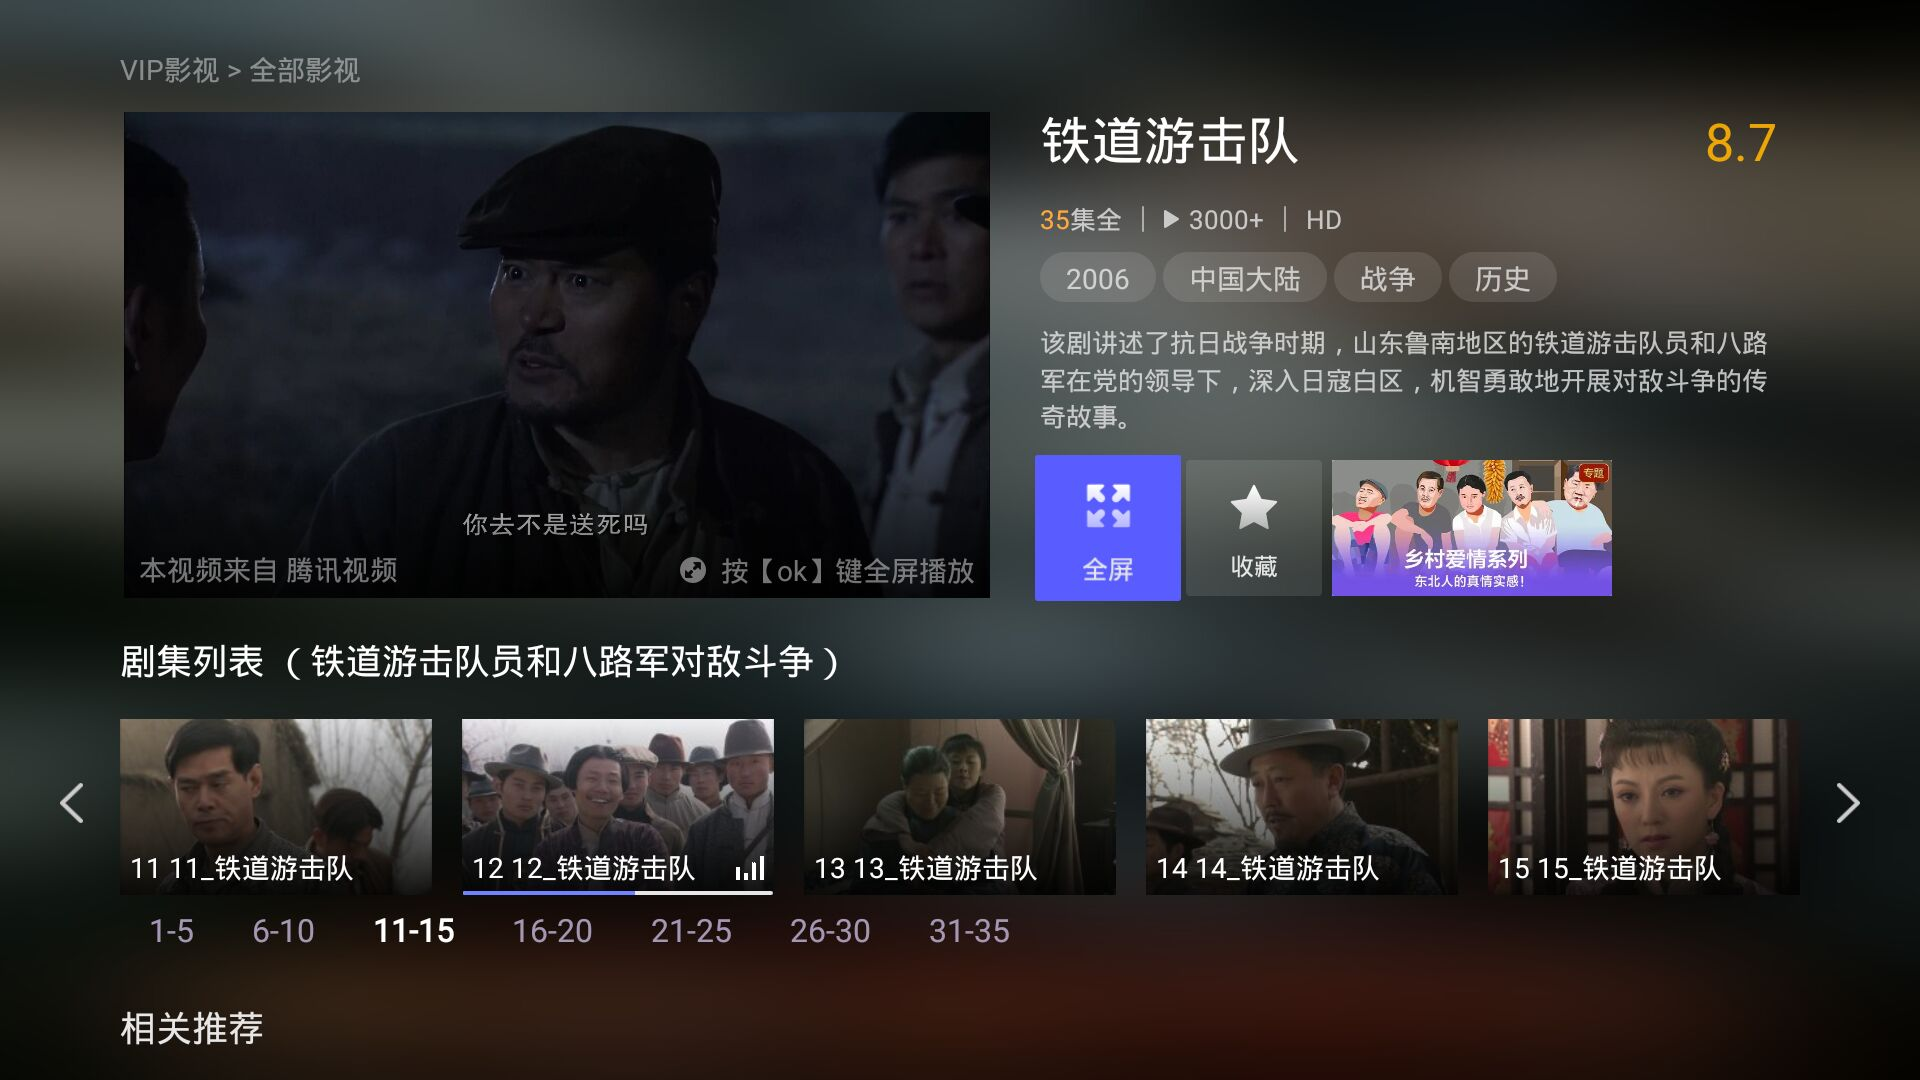 VIP影视 > 全部影视
铁道游击队
8.7
35集全 | 3000+ | HD
2006 中国大陆 战争 历史
该剧讲述了抗日战争时期，山东鲁南地区的铁道游击队员和八路
军在党的领导下，深入日寇白区，机智勇敢地开展对敌斗争的传
奇故事。
你去不是送死吗
本视频来自 腾讯视频
按【ok】键全屏播放
全屏
收藏
专题
乡村爱情系列
东北人的真情实感！
剧集列表 （铁道游击队员和八路军对敌斗争）
11 11_铁道游击队
12 12_铁道游击队
13 13_铁道游击队
14 14_铁道游击队
15 15_铁道游击队
1-5 6-10 11-15 16-20 21-25 26-30 31-35
相关推荐